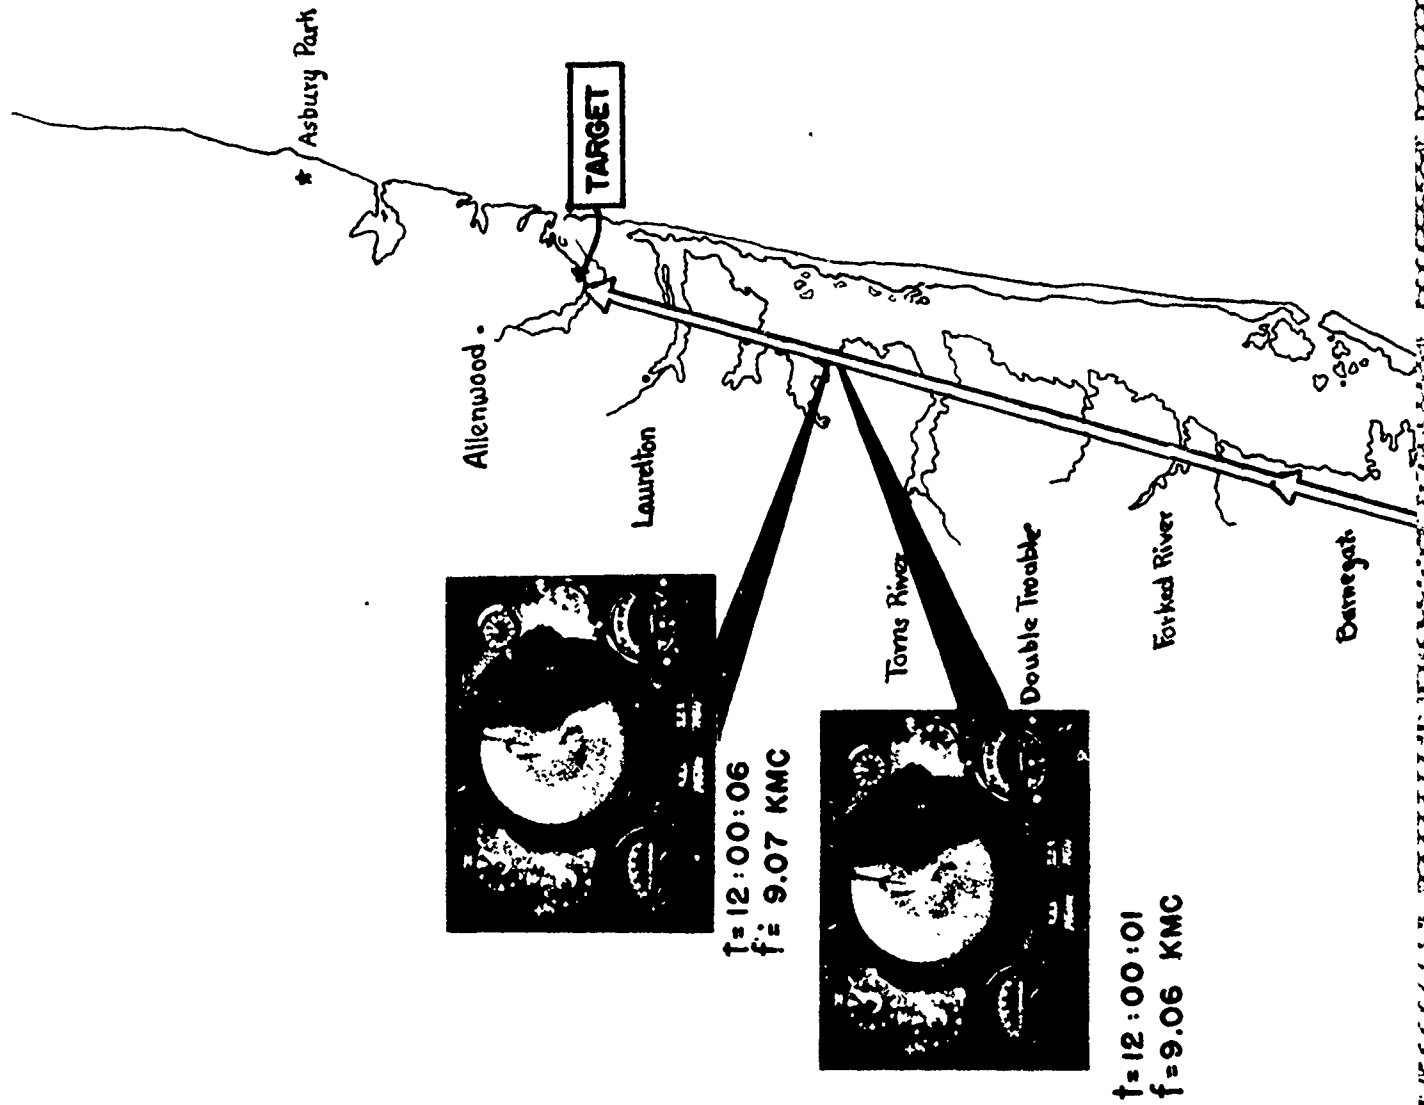 * Asbury Park
TARGET
Allenwood
Laurelton
Toms River
Double Trouble
Forked River
Barnegat
t=12:00:06
f= 9.07 KMC
t=12:00:01
f=9.06 KMC